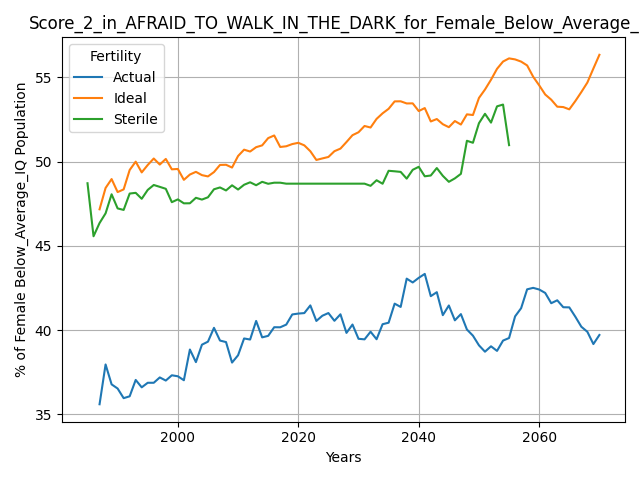 Score_2_in_AFRAID_TO_WALK_IN_THE_DARK_for_Female_Below_Average_
Fertility
Actual
Ideal
Sterile
% of Female Below_Average_IQ Population
55
50
45
40
35
2000
2020
2040
2060
Years